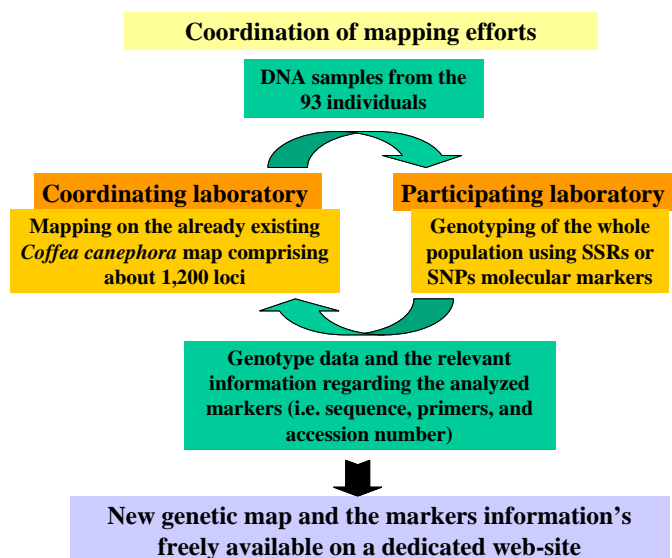 Coordination of mapping efforts
DNA samples from the
93 individuals
Coordinating laboratory
Mapping on the already existing
Coffea canephora map comprising
about 1,200 loci
Participating laboratory
Genotyping of the whole
population using SSRs or
SNPs molecular markers
Genotype data and the relevant
information regarding the analyzed
markers (i.e. sequence, primers, and
accession number)
New genetic map and the markers information’s
freely available on a dedicated web-site